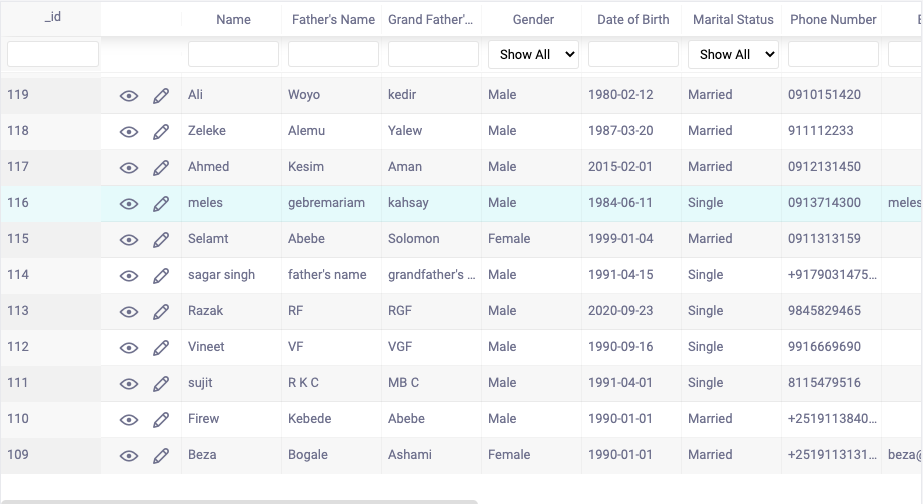 _id Name Father's Name Grand Father'... Gender Date of Birth Marital Status Phone Number
Show All Show All
119 Ali Woyo kedir Male 1980-02-12 Married 0910151420
118 Zeleke Alemu Yalew Male 1987-03-20 Married 911112233
117 Ahmed Kesim Aman Male 2015-02-01 Married 0912131450
116 meles gebremariam kahsay Male 1984-06-11 Single 0913714300 meles
115 Selamt Abebe Solomon Female 1999-01-04 Married 0911313159
114 sagar singh father's name grandfather's ... Male 1991-04-15 Single +9179031475...
113 Razak RF RGF Male 2020-09-23 Single 9845829465
112 Vineet VF VGF Male 1990-09-16 Single 9916669690
111 sujit R K C MB C Male 1991-04-01 Single 8115479516
110 Firew Kebede Abebe Male 1990-01-01 Married +2519113840...
109 Beza Bogale Ashami Female 1990-01-01 Married +2519113131... beza@